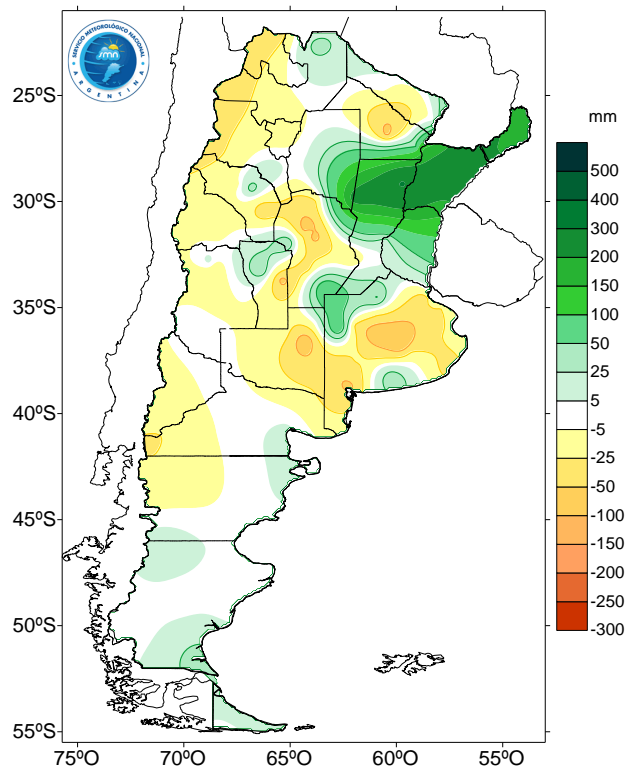 SERVICIO METEOROLÓGICO NACIONAL
smn
ARGENTINA
mm
500
400
300
200
150
100
50
25
5
-5
-25
-50
-100
-150
-200
-250
-300
25ºS
30ºS
35ºS
40ºS
45ºS
50ºS
55ºS
75ºO 70ºO 65ºO 60ºO 55ºO